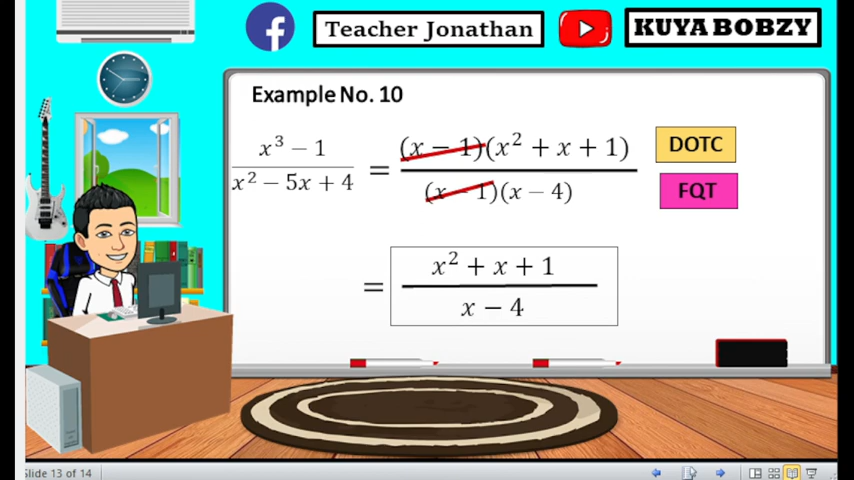 Teacher Jonathan
KUYA BOBZY
Example No. 10
x³ − 1 / x² − 5x + 4 = (x − 1)(x² + x + 1) / (x − 1)(x − 4)
DOTC
FQT
= x² + x + 1 / x − 4
Slide 13 of 14